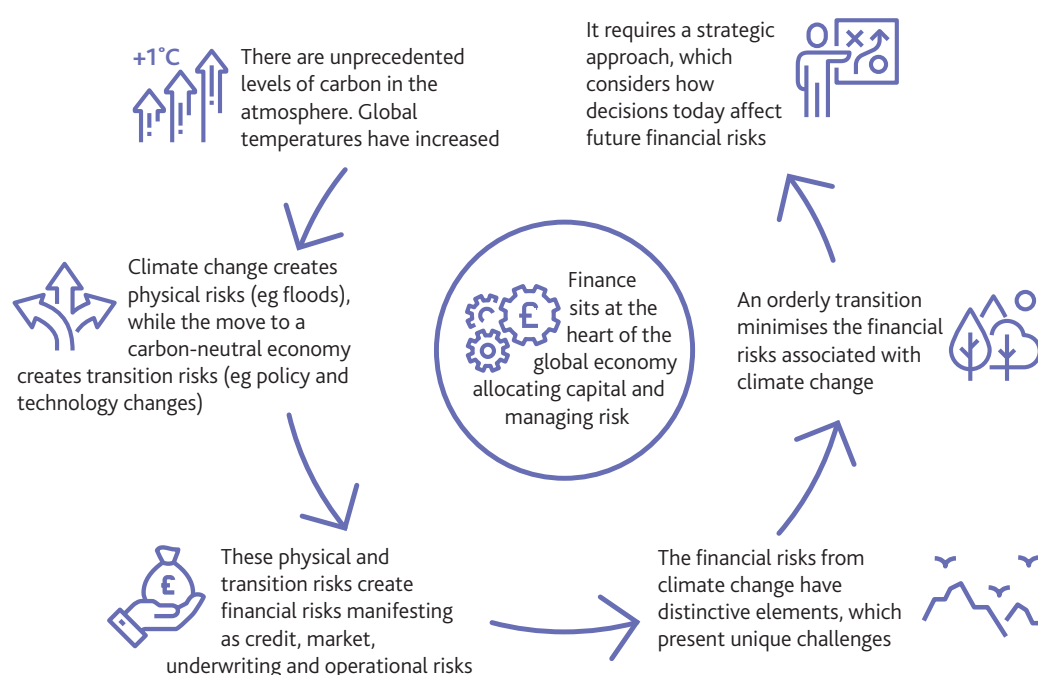 +1°C
There are unprecedented
levels of carbon in the
atmosphere. Global
temperatures have increased
Climate change creates
physical risks (eg floods),
while the move to a
carbon-neutral economy
creates transition risks (eg policy and
technology changes)
These physical and
transition risks create
financial risks manifesting
as credit, market,
underwriting and operational risks
The financial risks from
climate change have
distinctive elements, which
present unique challenges
An orderly transition
minimises the financial
risks associated with
climate change
It requires a strategic
approach, which
considers how
decisions today affect
future financial risks
£
Finance
sits at the
heart of the
global economy
allocating capital and
managing risk
£